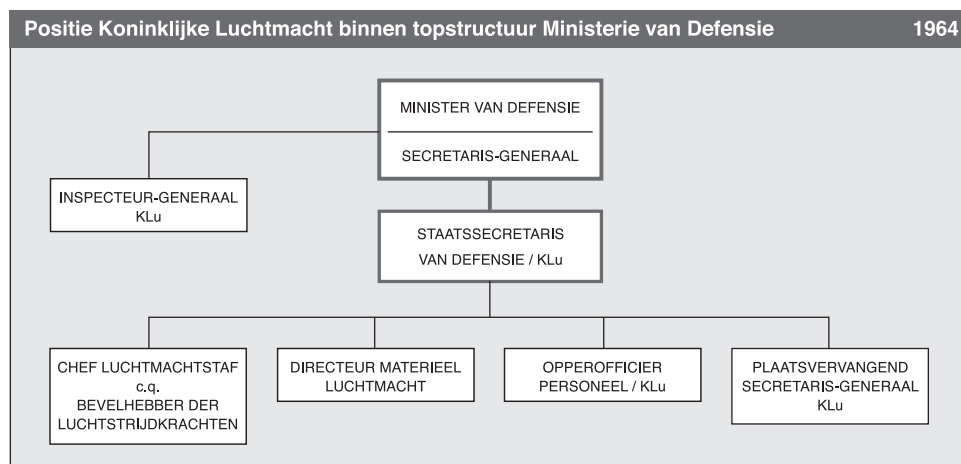 Positie Koninklijke Luchtmacht binnen topstructuur Ministerie van Defensie 1964
MINISTER VAN DEFENSIE
SECRETARIS-GENERAAL
INSPECTEUR-GENERAAL
KLu
STAATSSECRETARIS
VAN DEFENSIE / KLu
CHEF LUCHTMACHTSTAF
c.q.
BEVELHEBBER DER
LUCHTSTRIJDKRACHTEN
DIRECTEUR MATERIEEL
LUCHTMACHT
OPPEROFFICIER
PERSONEEL / KLu
PLAATSVERVANGEND
SECRETARIS-GENERAAL
KLu